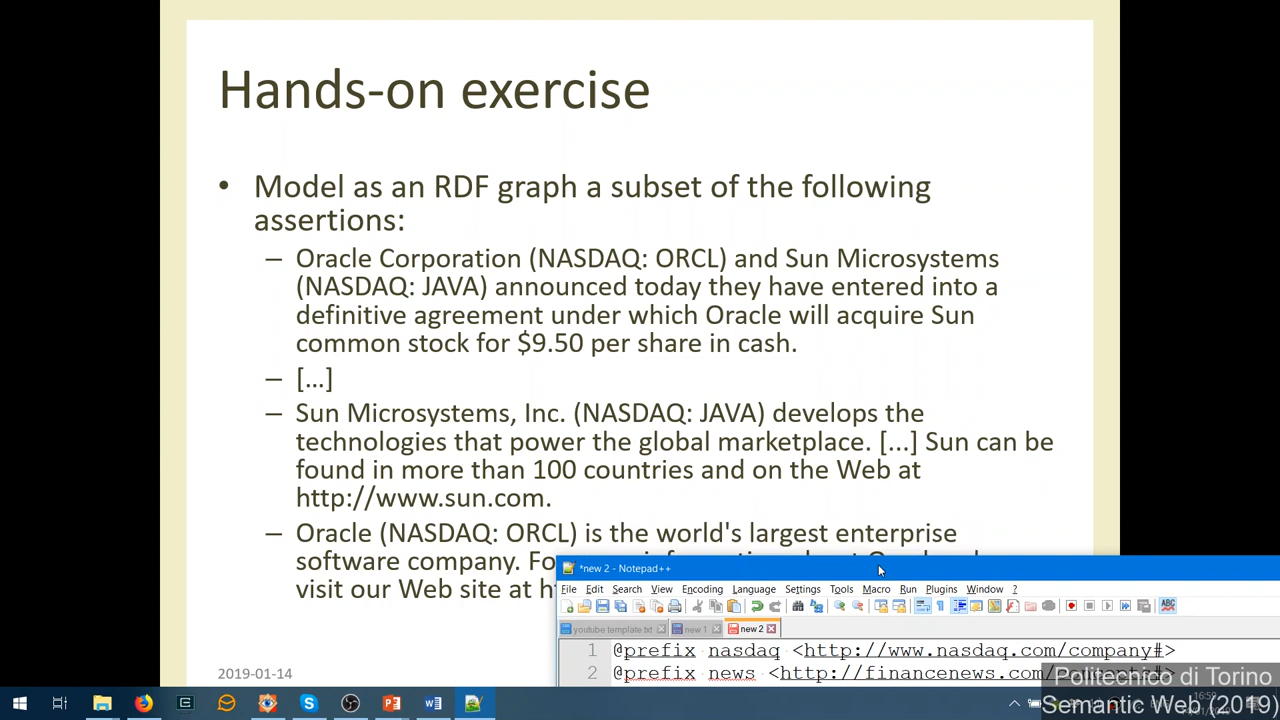 Hands-on exercise
• Model as an RDF graph a subset of the following
assertions:
– Oracle Corporation (NASDAQ: ORCL) and Sun Microsystems
(NASDAQ: JAVA) announced today they have entered into a
definitive agreement under which Oracle will acquire Sun
common stock for $9.50 per share in cash.
– […]
– Sun Microsystems, Inc. (NASDAQ: JAVA) develops the
technologies that power the global marketplace. [...] Sun can be
found in more than 100 countries and on the Web at
http://www.sun.com.
– Oracle (NASDAQ: ORCL) is the world's largest enterprise
software company. Fo
visit our Web site at h
*new 2 - Notepad++
File Edit Search View Encoding Language Settings Tools Macro Run Plugins Window ?
youtube template.txt new 1 new 2
1 @prefix nasdaq <http://www.nasdaq.com/company#>
2 @prefix news <http://financenews.com/
2019-01-14
Politecnico di Torino
Semantic Web (2019)